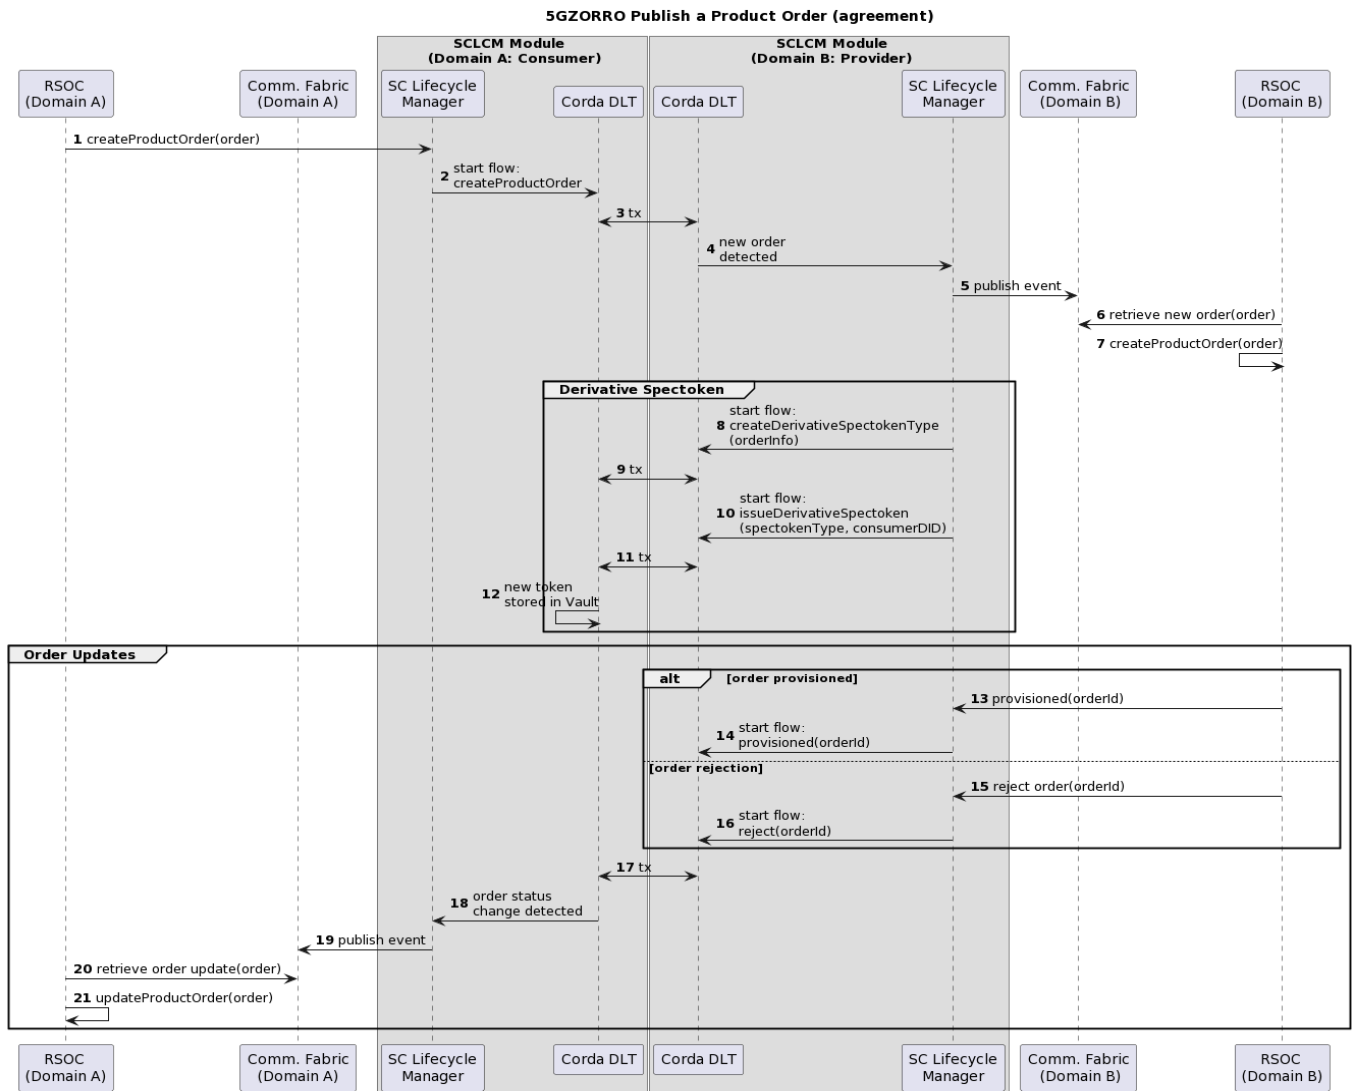 5GZORRO Publish a Product Order (agreement)
SCLCM Module
(Domain A: Consumer)
SCLCM Module
(Domain B: Provider)
RSOC
(Domain A)
Comm. Fabric
(Domain A)
SC Lifecycle
Manager
Corda DLT
Corda DLT
SC Lifecycle
Manager
Comm. Fabric
(Domain B)
RSOC
(Domain B)
1 createProductOrder(order)
2 start flow:
createProductOrder
3 tx
4 new order
detected
5 publish event
6 retrieve new order(order)
7 createProductOrder(order)
Derivative Spectoken
8 start flow:
createDerivativeSpectokenType
(orderInfo)
9 tx
10 start flow:
issueDerivativeSpectoken
(spectokenType, consumerDID)
11 tx
12 new token
stored in Vault
Order Updates
alt [order provisioned]
13 provisioned(orderId)
14 start flow:
provisioned(orderId)
[order rejection]
15 reject order(orderId)
16 start flow:
reject(orderId)
17 tx
18 order status
change detected
19 publish event
20 retrieve order update(order)
21 updateProductOrder(order)
RSOC
(Domain A)
Comm. Fabric
(Domain A)
SC Lifecycle
Manager
Corda DLT
Corda DLT
SC Lifecycle
Manager
Comm. Fabric
(Domain B)
RSOC
(Domain B)